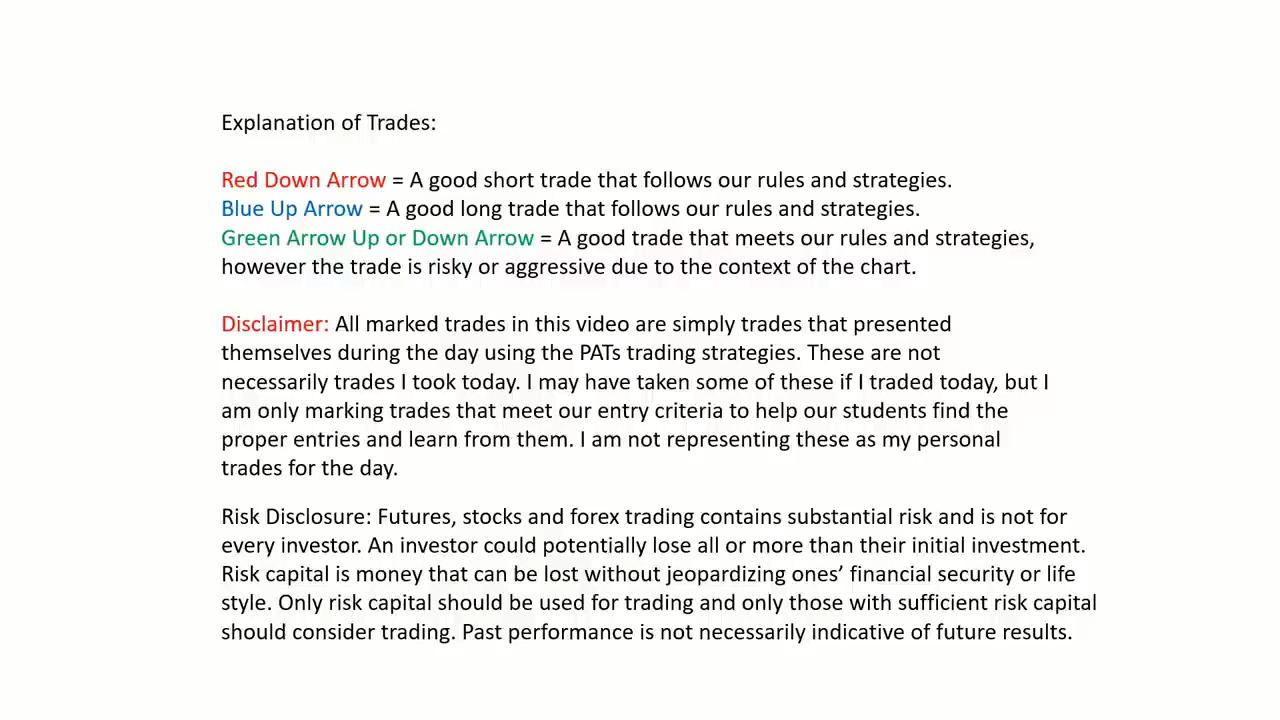 Explanation of Trades:
Red Down Arrow = A good short trade that follows our rules and strategies.
Blue Up Arrow = A good long trade that follows our rules and strategies.
Green Arrow Up or Down Arrow = A good trade that meets our rules and strategies,
however the trade is risky or aggressive due to the context of the chart.
Disclaimer: All marked trades in this video are simply trades that presented
themselves during the day using the PATs trading strategies. These are not
necessarily trades I took today. I may have taken some of these if I traded today, but I
am only marking trades that meet our entry criteria to help our students find the
proper entries and learn from them. I am not representing these as my personal
trades for the day.
Risk Disclosure: Futures, stocks and forex trading contains substantial risk and is not for
every investor. An investor could potentially lose all or more than their initial investment.
Risk capital is money that can be lost without jeopardizing ones’ financial security or life
style. Only risk capital should be used for trading and only those with sufficient risk capital
should consider trading. Past performance is not necessarily indicative of future results.